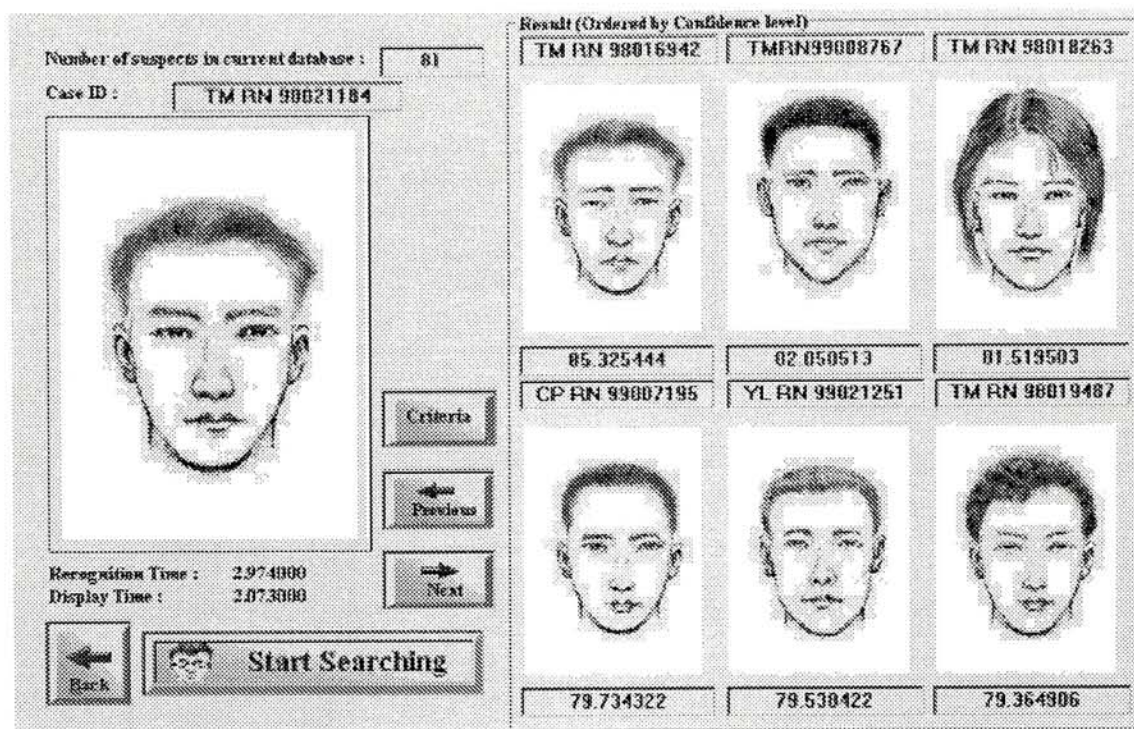 Number of suspects in current database : 81
Case ID : TM RN 98021184
Criteria
Previous
Next
Recognition Time : 2.974000
Display Time : 2.073000
Back
Start Searching
Result (Ordered by Confidence level)
TM RN 98016942 TMRN99008767 TM RN 98018263
85.325444 82.050513 81.519503
CP RN 99007195 YL RN 99021251 TM RN 98019487
79.734322 79.538422 79.364906